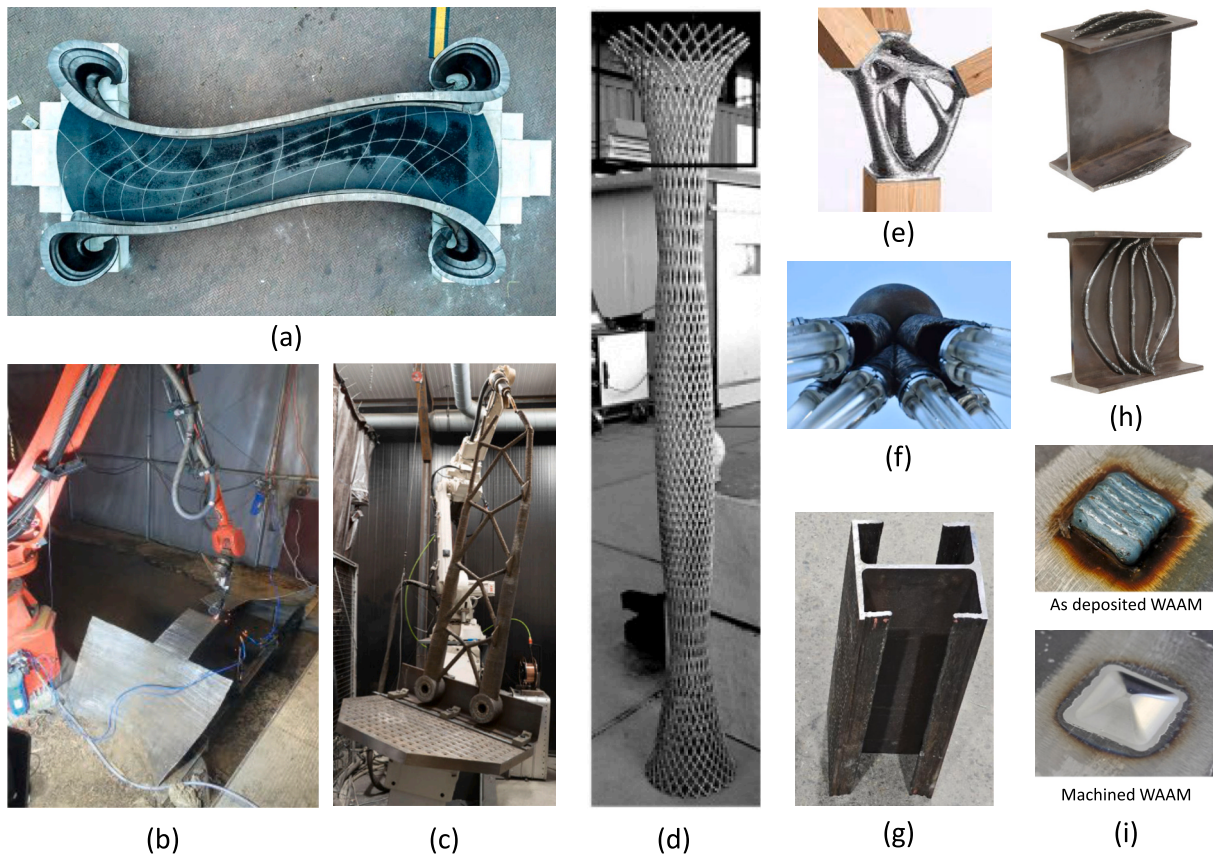 (a)
(b)
(c)
(d)
(e)
(f)
(g)
(h)
As deposited WAAM
Machined WAAM
(i)